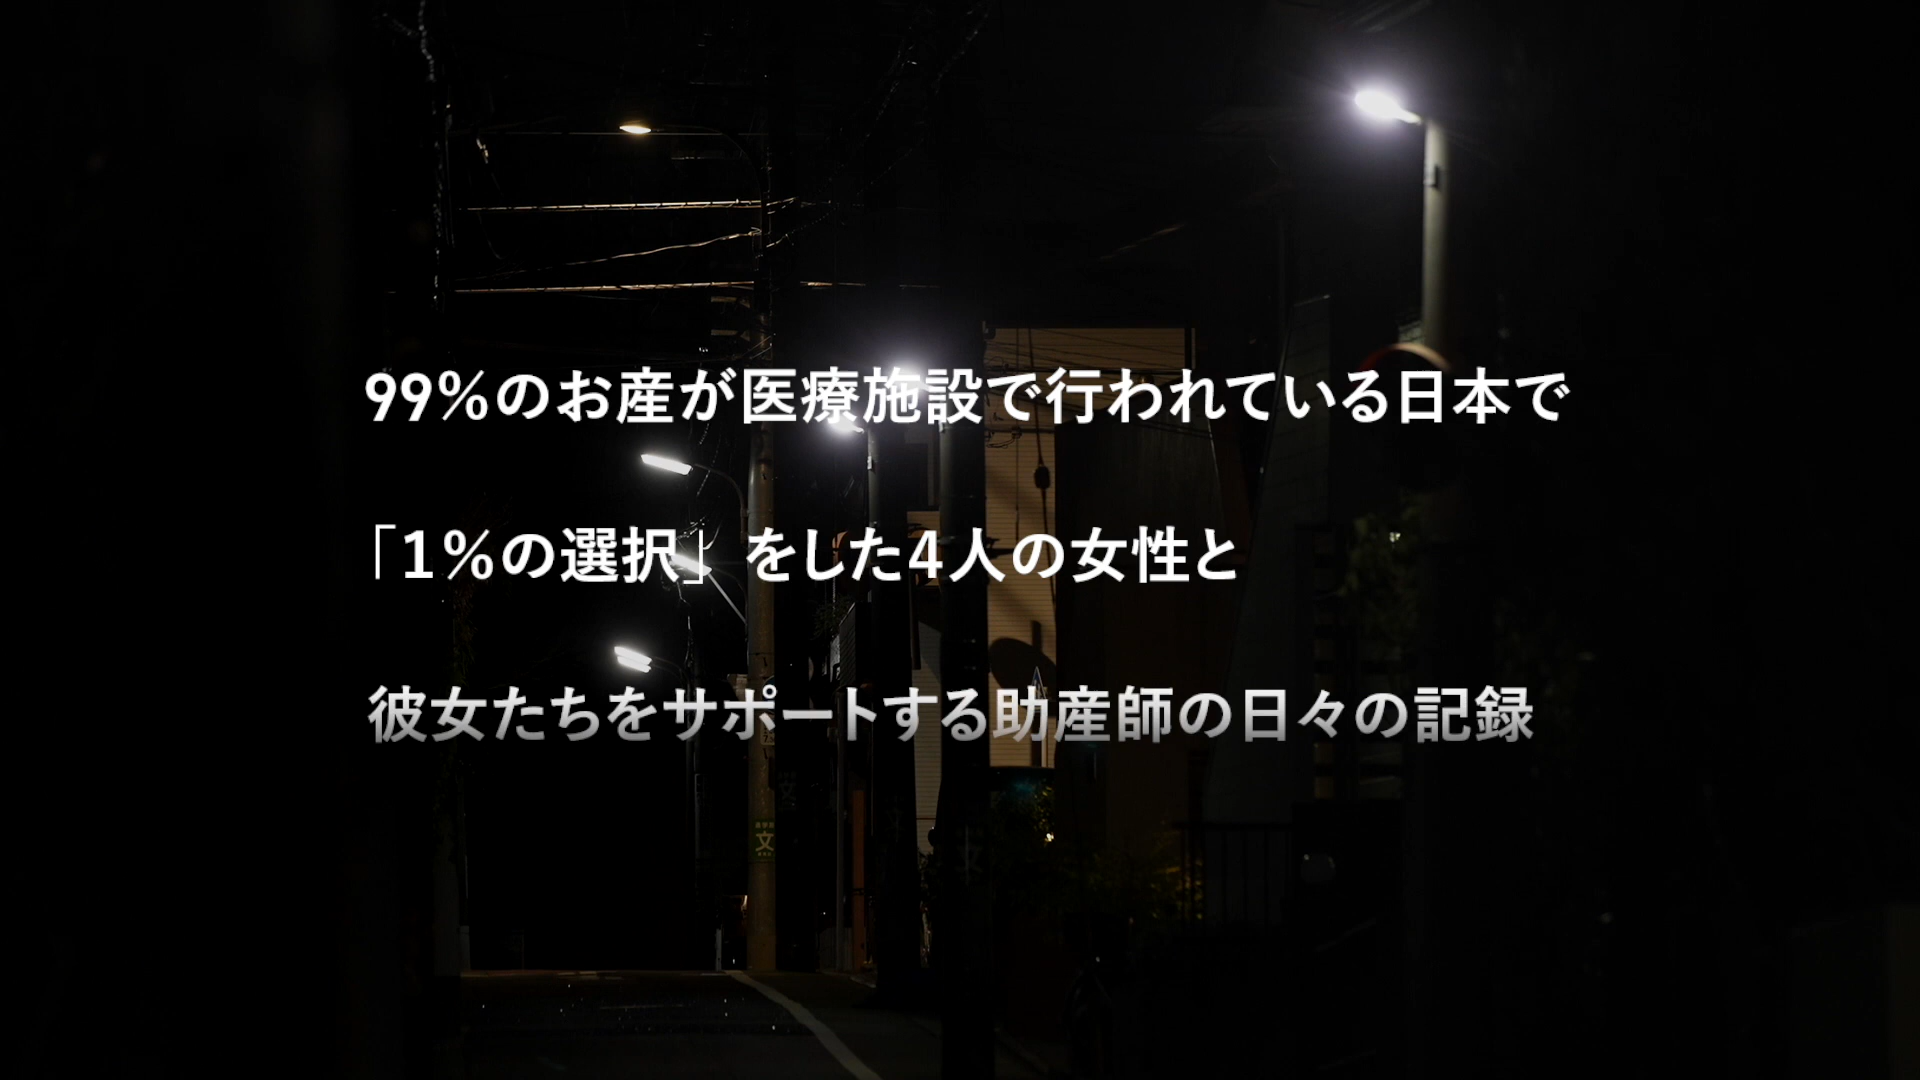 99%のお産が医療施設で行われている日本で
「1%の選択」をした4人の女性と
彼女たちをサポートする助産師の日々の記録
文